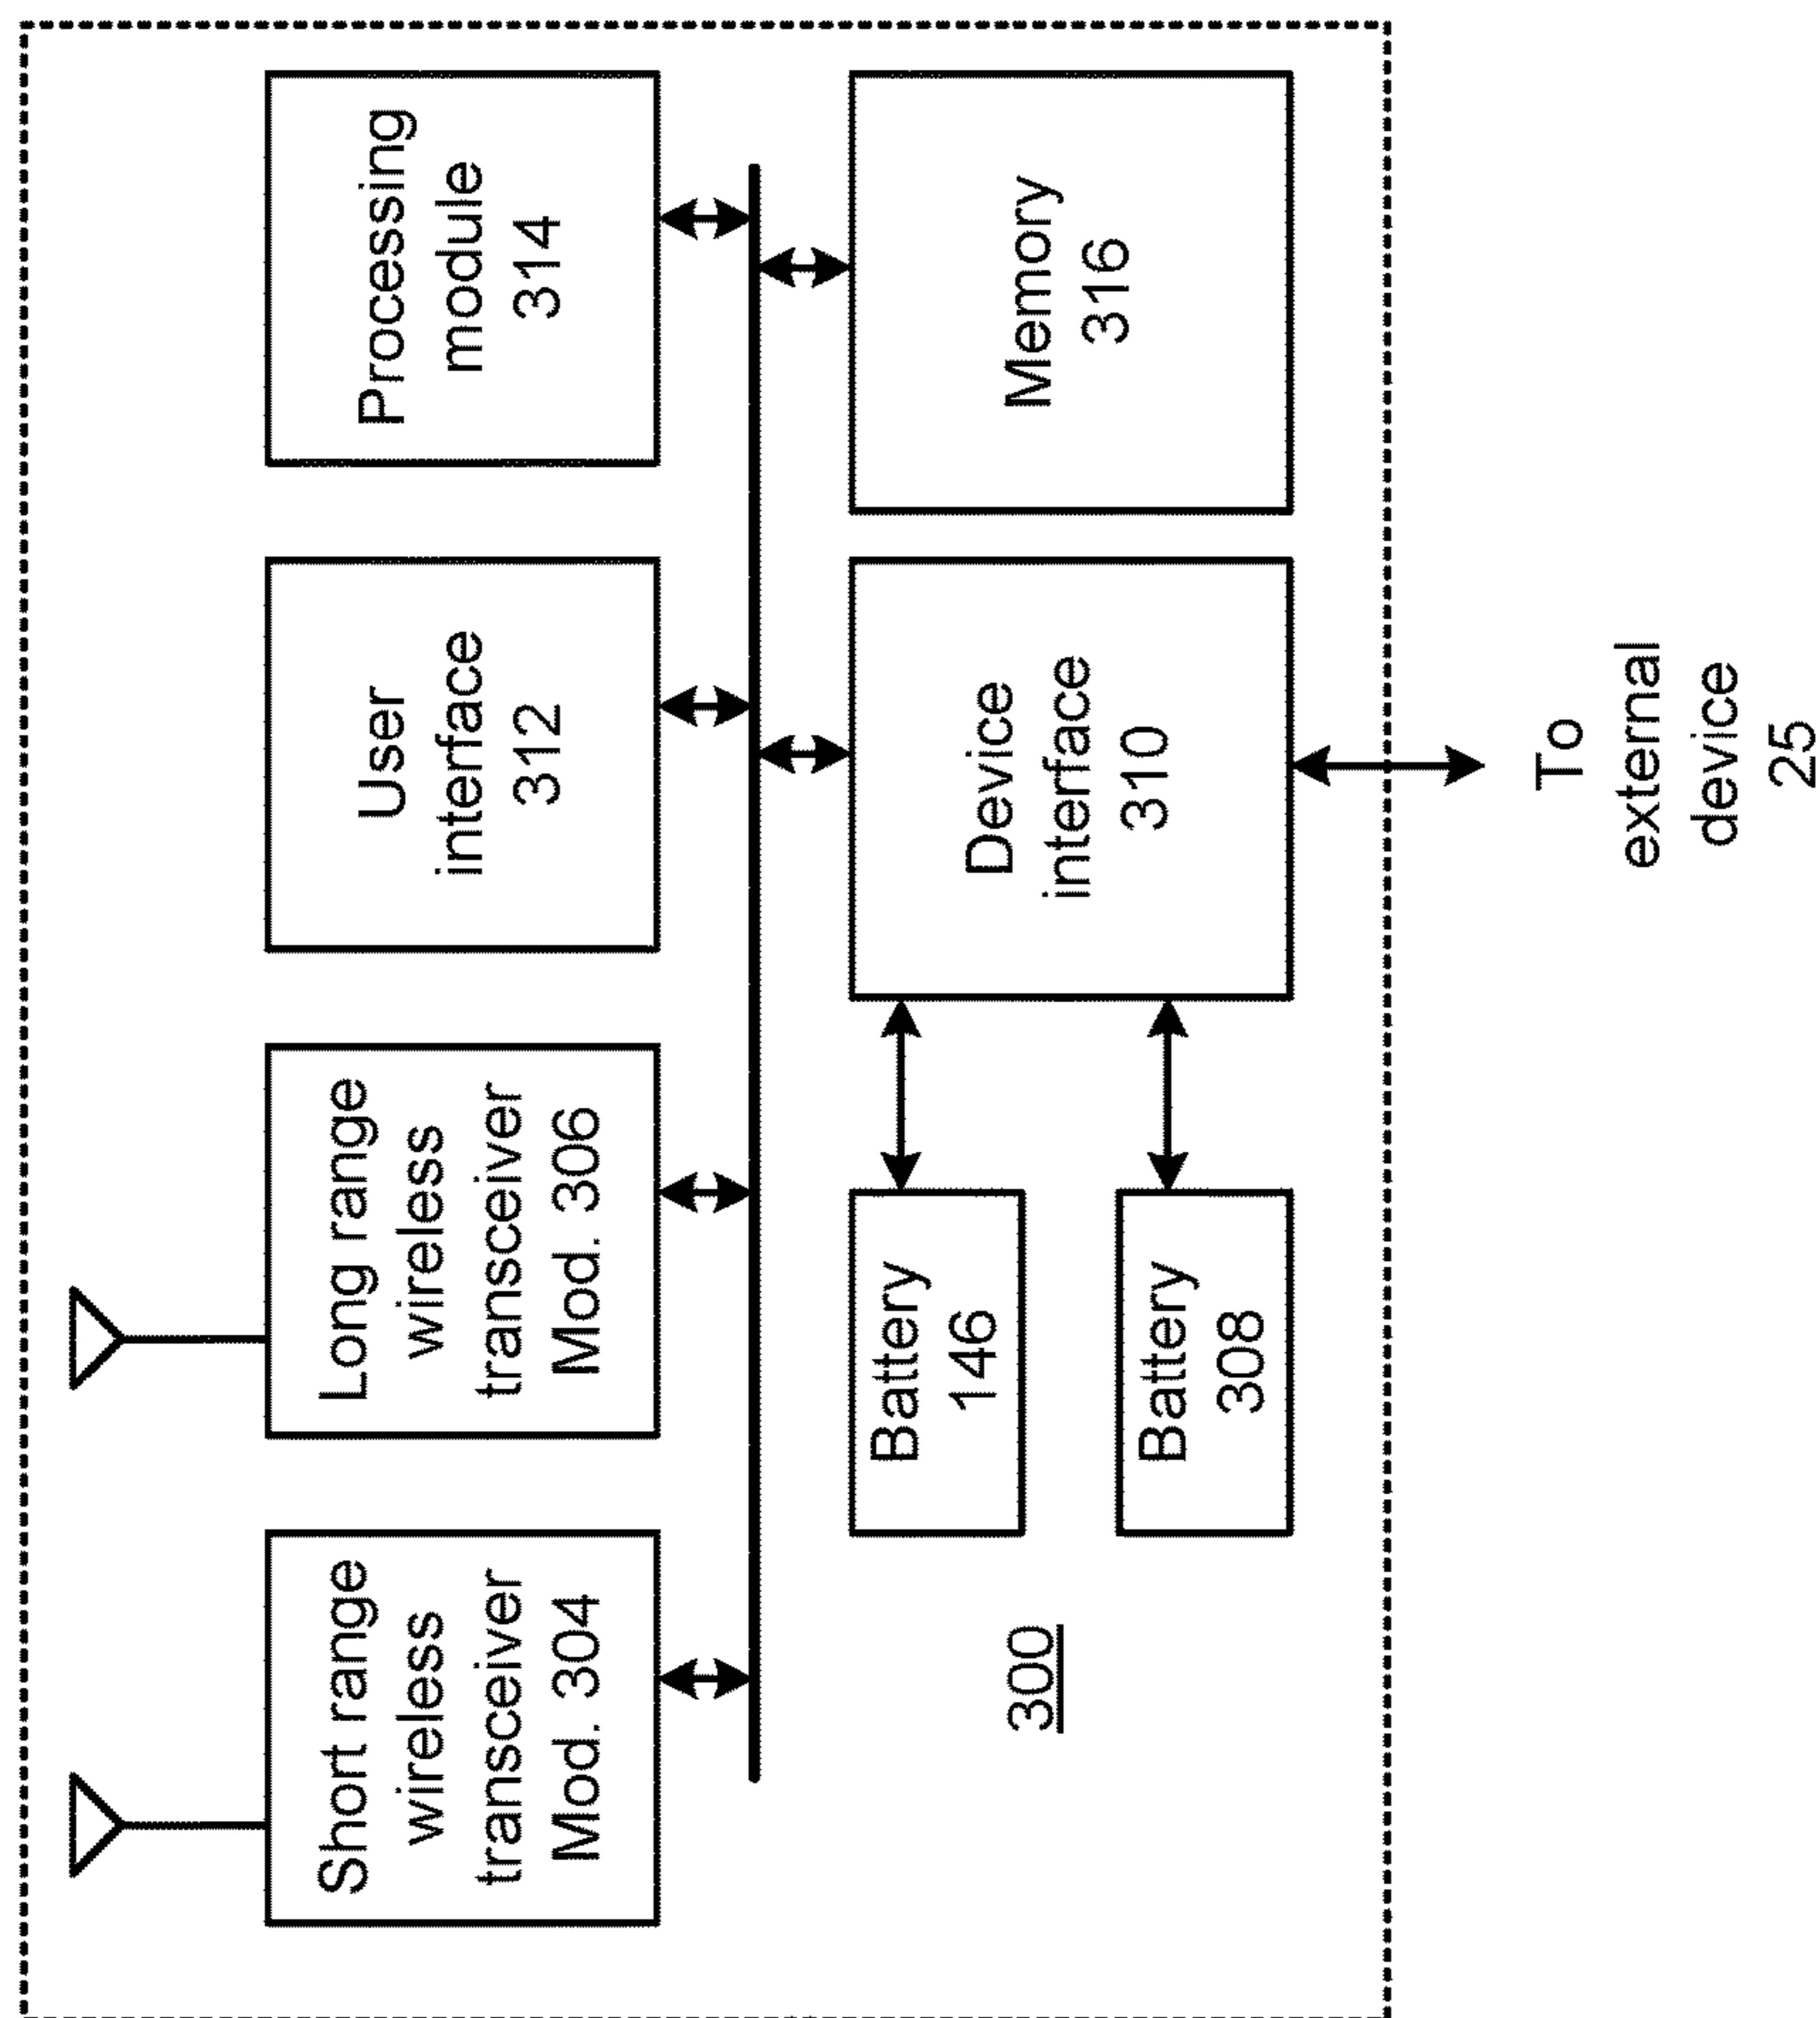 Short range
wireless
transceiver
Mod. 304
Long range
wireless
transceiver
Mod. 306
User
interface
312
Processing
module
314
Battery
146
Battery
308
Device
interface
310
Memory
316
300
To
external
device
25